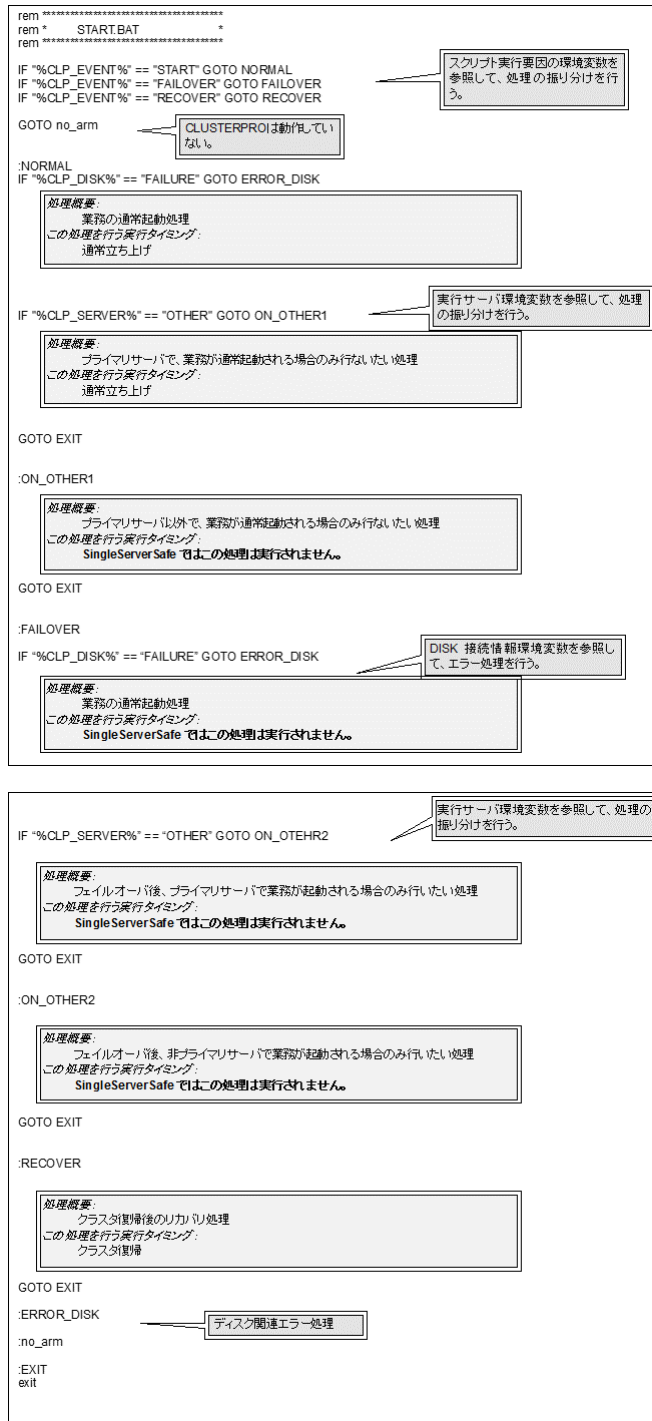 rem ****************************************
rem *        START.BAT                  *
rem ****************************************
IF "%CLP_EVENT%" == "START" GOTO NORMAL
IF "%CLP_EVENT%" == "FAILOVER" GOTO FAILOVER
IF "%CLP_EVENT%" == "RECOVER" GOTO RECOVER
スクリプト実行要因の環境変数を
参照して、処理の振り分けを行
う。
GOTO no_arm
CLUSTERPROは動作してい
ない。
:NORMAL
IF "%CLP_DISK%" == "FAILURE" GOTO ERROR_DISK
処理概要:
業務の通常起動処理
この処理を行う実行タイミング:
通常立ち上げ
実行サーバ環境変数を参照して、処理
の振り分けを行う。
IF "%CLP_SERVER%" == "OTHER" GOTO ON_OTHER1
処理概要:
プライマリサーバで、業務が通常起動される場合のみ行ないたい処理
この処理を行う実行タイミング:
通常立ち上げ
GOTO EXIT
:ON_OTHER1
処理概要:
プライマリサーバ以外で、業務が通常起動される場合のみ行ないたい処理
この処理を行う実行タイミング:
SingleServerSafe ではこの処理は実行されません。
GOTO EXIT
:FAILOVER
IF “%CLP_DISK%” == “FAILURE” GOTO ERROR_DISK
DISK 接続情報環境変数を参照し
て、エラー処理を行う。
処理概要:
業務の通常起動処理
この処理を行う実行タイミング:
SingleServerSafe ではこの処理は実行されません。
実行サーバ環境変数を参照して、処理の
振り分けを行う。
IF “%CLP_SERVER%” == “OTHER” GOTO ON_OTEHR2
処理概要:
フェイルオーバ後、プライマリサーバで業務が起動される場合のみ行いたい処理
この処理を行う実行タイミング:
SingleServerSafe ではこの処理は実行されません。
GOTO EXIT
:ON_OTHER2
処理概要:
フェイルオーバ後、非プライマリサーバで業務が起動される場合のみ行いたい処理
この処理を行う実行タイミング:
SingleServerSafe ではこの処理は実行されません。
GOTO EXIT
:RECOVER
処理概要:
クラスタ復帰後のリカバリ処理
この処理を行う実行タイミング:
クラスタ復帰
GOTO EXIT
:ERROR_DISK
ディスク関連エラー処理
:no_arm
:EXIT
exit